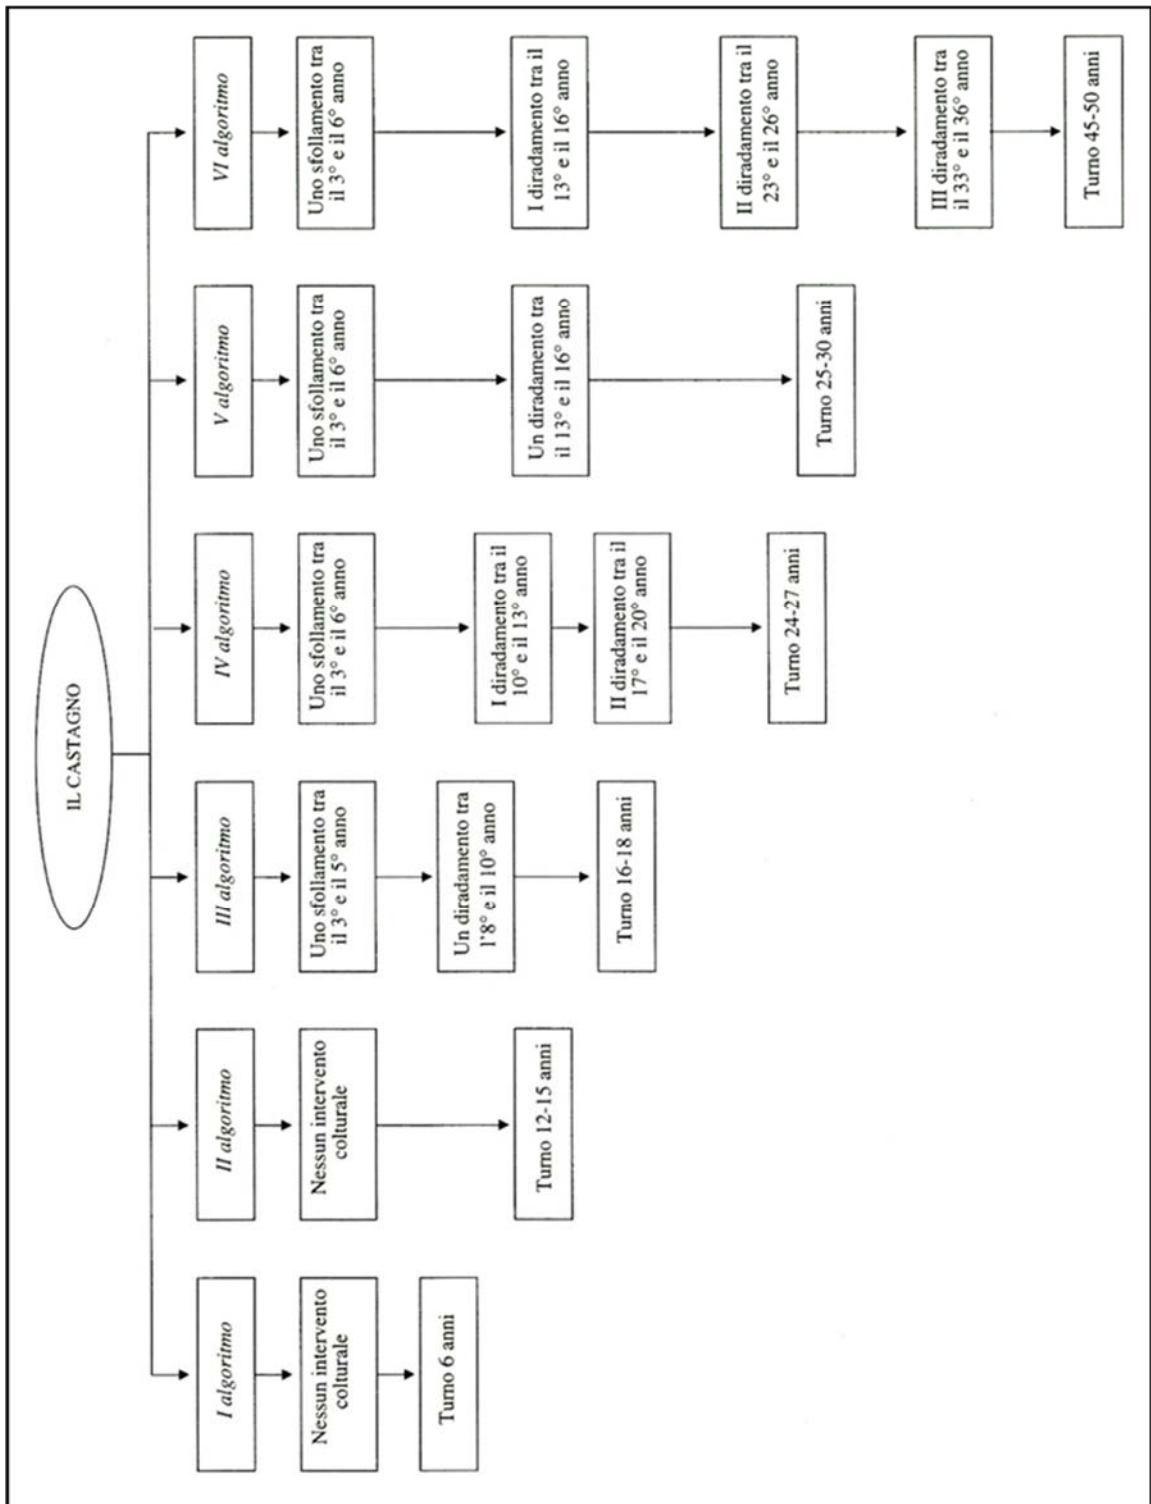 IL CASTAGNO
I algoritmo
Nessun intervento
colturale
Turno 6 anni
II algoritmo
Nessun intervento
colturale
Turno 12-15 anni
III algoritmo
Uno sfollamento tra
il 3° e il 5° anno
Un diradamento tra
l'8° e il 10° anno
Turno 16-18 anni
IV algoritmo
Uno sfollamento tra
il 3° e il 6° anno
I diradamento tra il
10° e il 13° anno
II diradamento tra il
17° e il 20° anno
Turno 24-27 anni
V algoritmo
Uno sfollamento tra
il 3° e il 6° anno
Un diradamento tra
il 13° e il 16° anno
Turno 25-30 anni
VI algoritmo
Uno sfollamento tra
il 3° e il 6° anno
I diradamento tra il
13° e il 16° anno
II diradamento tra il
23° e il 26° anno
III diradamento tra
il 33° e il 36° anno
Turno 45-50 anni